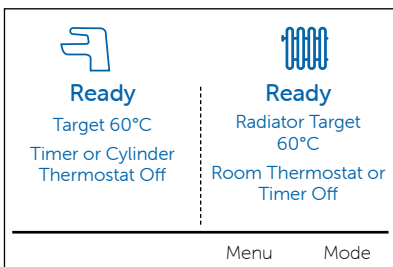 Ready
Target 60°C
Timer or Cylinder
Thermostat Off
Ready
Radiator Target
60°C
Room Thermostat or
Timer Off
Menu Mode